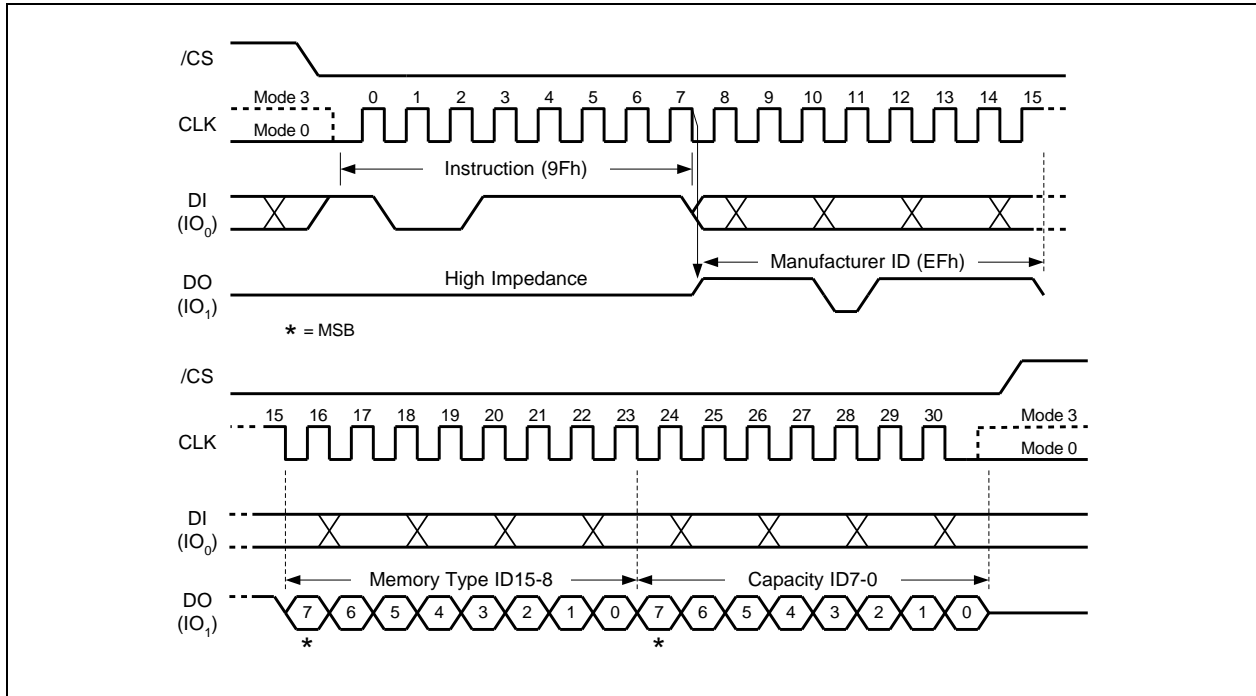 /CS
Mode 3 0 1 2 3 4 5 6 7 8 9 10 11 12 13 14 15
CLK
Mode 0
Instruction (9Fh)
DI
(IO0)
Manufacturer ID (EFh)
High Impedance
DO
(IO1)
* = MSB
/CS
15 16 17 18 19 20 21 22 23 24 25 26 27 28 29 30 Mode 3
CLK
Mode 0
DI
(IO0)
Memory Type ID15-8 Capacity ID7-0
DO
(IO1)
7 6 5 4 3 2 1 0 7 6 5 4 3 2 1 0
* *